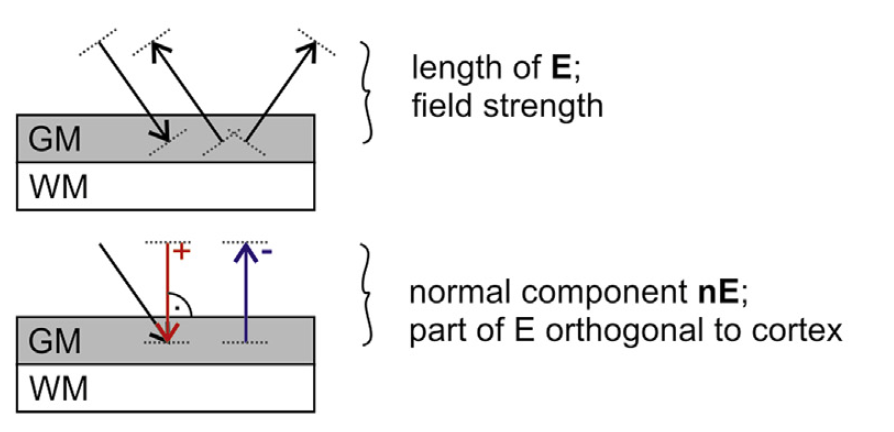 length of E;
field strength
GM
WM
+
-
normal component nE;
part of E orthogonal to cortex
GM
WM